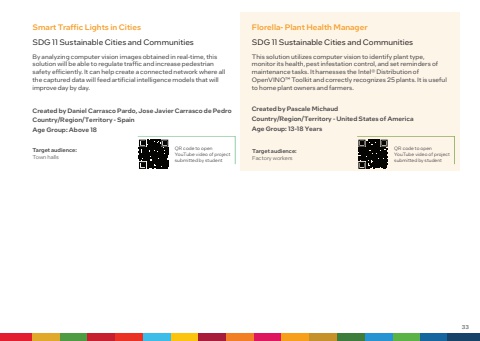 Smart Traffic Lights in Cities
SDG 11 Sustainable Cities and Communities
By analyzing computer vision images obtained in real-time, this
solution will be able to regulate traffic and increase pedestrian
safety efficiently. It can help create a connected network where all
the captured data will feed artificial intelligence models that will
improve day by day.
Created by Daniel Carrasco Pardo, Jose Javier Carrasco de Pedro
Country/Region/Territory - Spain
Age Group: Above 18
Target audience:
Town halls
QR code to open
YouTube video of project
submitted by student
Florella- Plant Health Manager
SDG 11 Sustainable Cities and Communities
This solution utilizes computer vision to identify plant type,
monitor its health, pest infestation control, and set reminders of
maintenance tasks. It harnesses the Intel® Distribution of
OpenVINO™ Toolkit and correctly recognizes 25 plants. It is useful
to home plant owners and farmers.
Created by Pascale Michaud
Country/Region/Territory - United States of America
Age Group: 13-18 Years
Target audience:
Factory workers
QR code to open
YouTube video of project
submitted by student
33